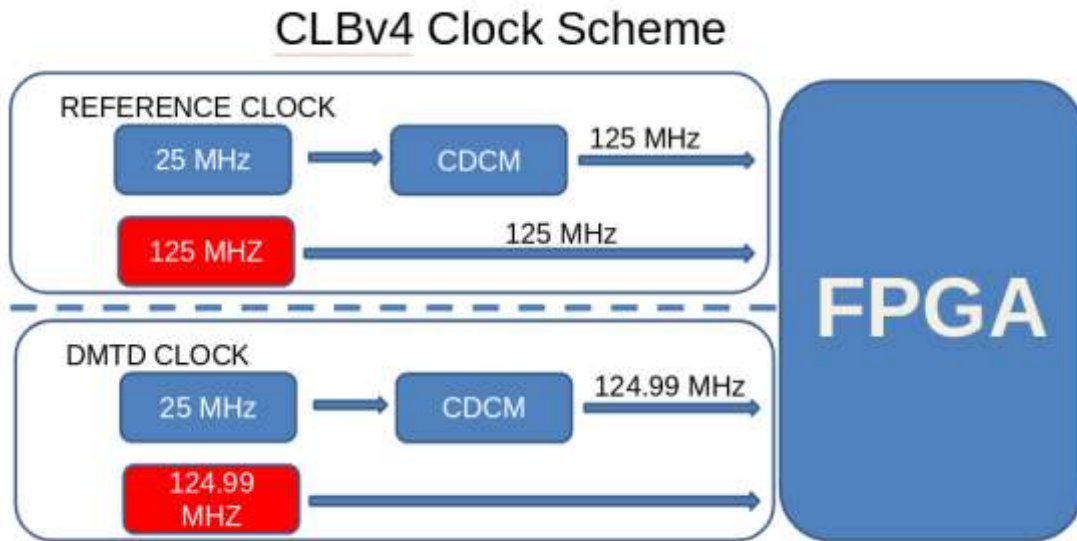 CLBv4 Clock Scheme
REFERENCE CLOCK
25 MHz
CDCM
125 MHz
125 MHZ
125 MHz
DMTD CLOCK
25 MHz
CDCM
124.99 MHz
124.99
MHZ
FPGA